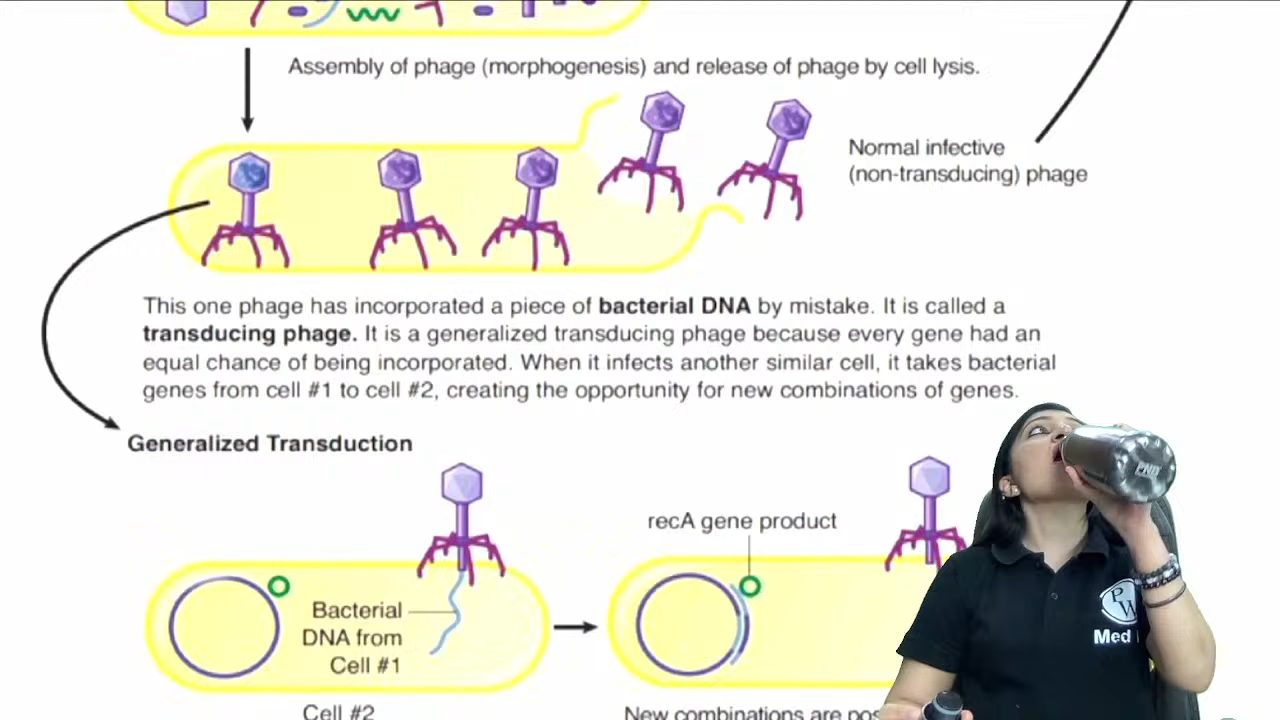 Assembly of phage (morphogenesis) and release of phage by cell lysis.
Normal infective
(non-transducing) phage
This one phage has incorporated a piece of bacterial DNA by mistake. It is called a
transducing phage. It is a generalized transducing phage because every gene had an
equal chance of being incorporated. When it infects another similar cell, it takes bacterial
genes from cell #1 to cell #2, creating the opportunity for new combinations of genes.
Generalized Transduction
recA gene product
Bacterial
DNA from
Cell #1
Cell #2
New combinations are pos
PW
Med